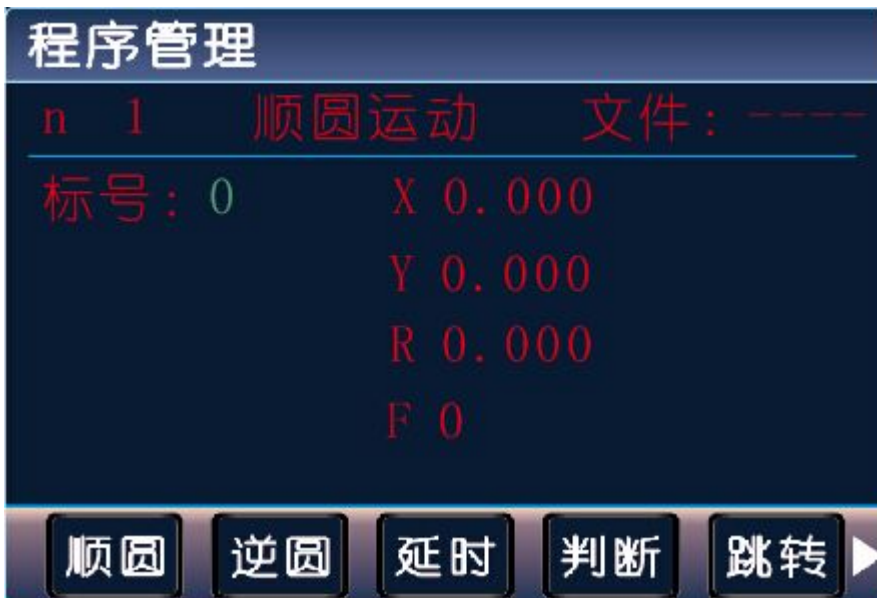 程序管理
n 1 顺圆运动 文件: ----
标号: 0 X 0.000
Y 0.000
R 0.000
F 0
顺圆 逆圆 延时 判断 跳转